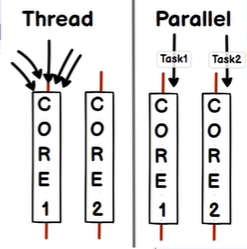 Thread
CORE 1
CORE 2
Parallel
Task1
Task2
CORE 1
CORE 2